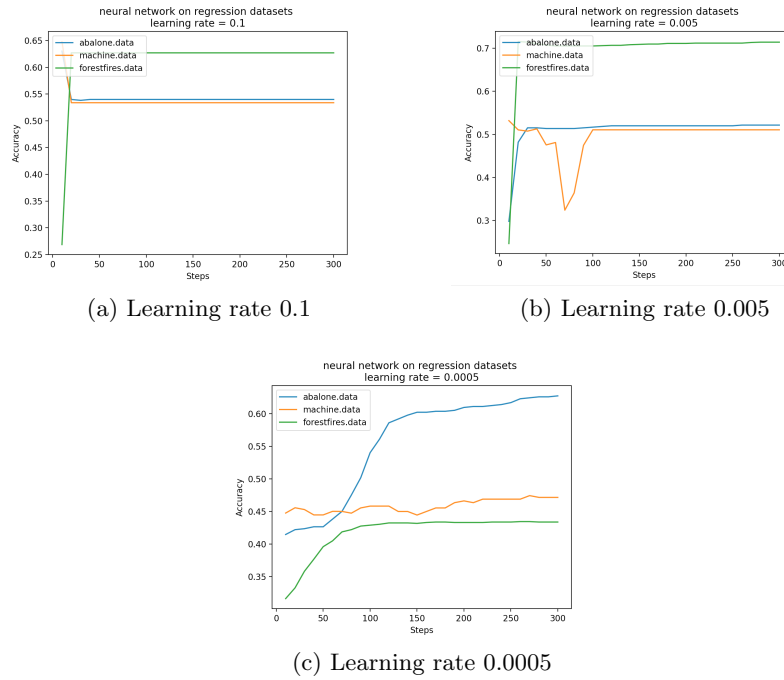 neural network on regression datasets
learning rate = 0.1
abalone.data
machine.data
forestfires.data
Accuracy
0.65
0.60
0.55
0.50
0.45
0.40
0.35
0.30
0.25
0 50 100 150 200 250 300
Steps
(a) Learning rate 0.1
neural network on regression datasets
learning rate = 0.005
abalone.data
machine.data
forestfires.data
Accuracy
0.7
0.6
0.5
0.4
0.3
0 50 100 150 200 250 300
Steps
(b) Learning rate 0.005
neural network on regression datasets
learning rate = 0.0005
abalone.data
machine.data
forestfires.data
Accuracy
0.60
0.55
0.50
0.45
0.40
0.35
0 50 100 150 200 250 300
Steps
(c) Learning rate 0.0005